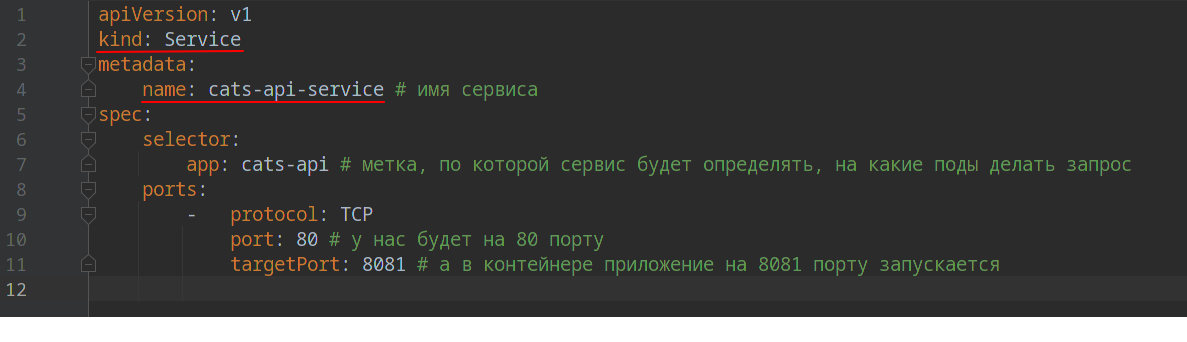 1 apiVersion: v1
2 kind: Service
3 metadata:
4 name: cats-api-service # имя сервиса
5 spec:
6 selector:
7 app: cats-api # метка, по которой сервис будет определять, на какие поды делать запрос
8 ports:
9 - protocol: TCP
10 port: 80 # у нас будет на 80 порту
11 targetPort: 8081 # а в контейнере приложение на 8081 порту запускается
12